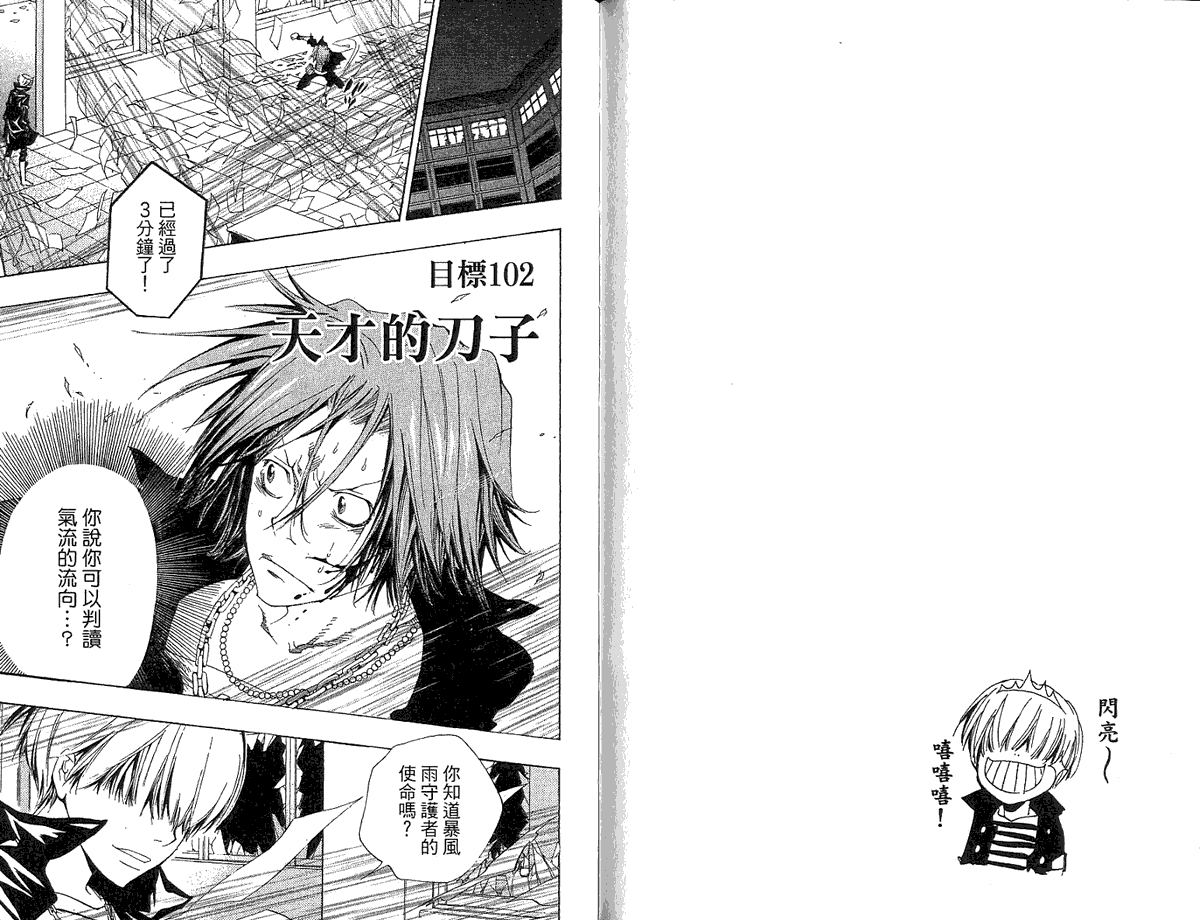 閃亮～
嘻嘻嘻！
目標102
天才的刀子
已經過了
3分鐘了！
你說你可以判讀
氣流的流向…？
你知道暴風
雨守護者的
使命嗎？